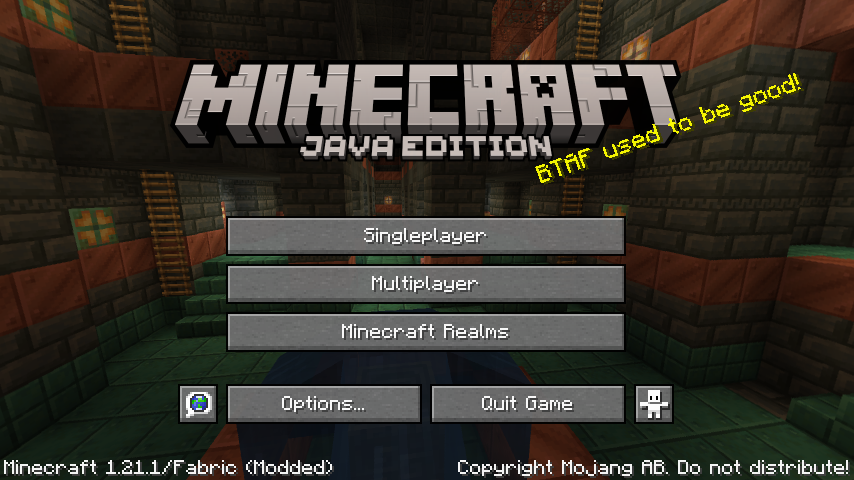 MINECRAFT
JAVA EDITION
BTAF used to be good!
Singleplayer
Multiplayer
Minecraft Realms
Options...
Quit Game
Minecraft 1.21.1/Fabric (Modded)
Copyright Mojang AB. Do not distribute!